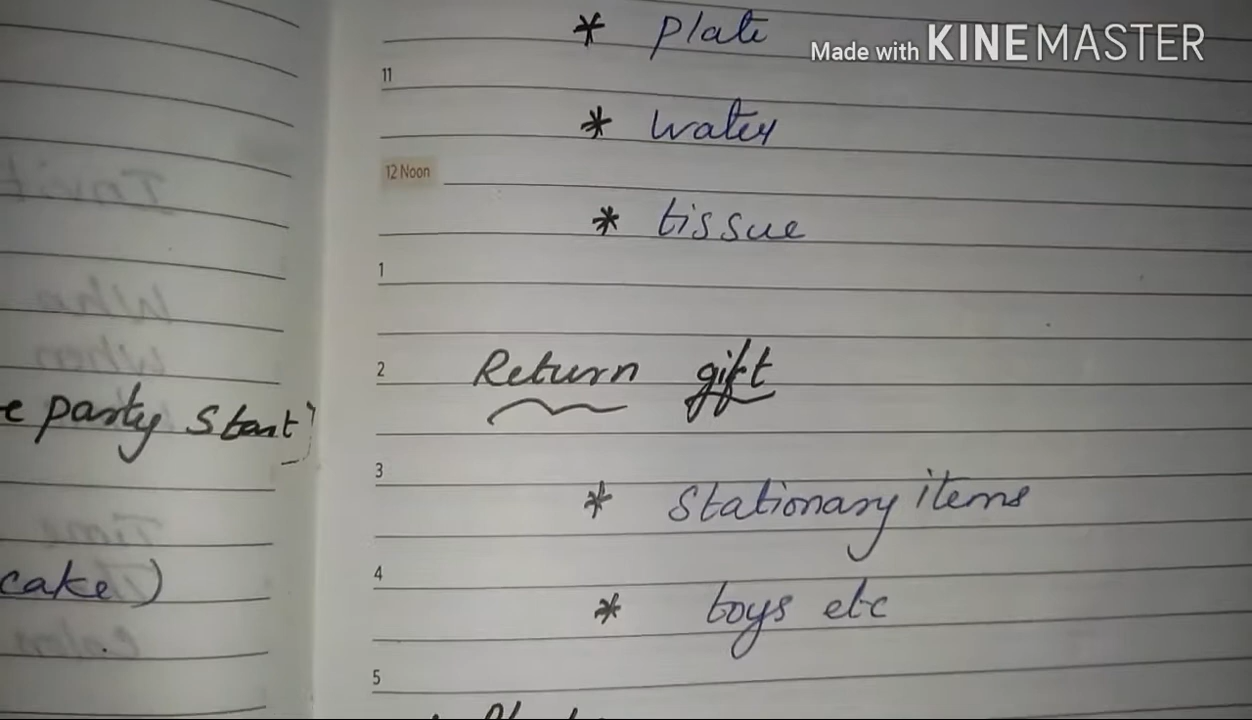 * plate
Made with KINEMASTER
11
* water
12 Noon
* tissue
1
2 Return gift
e party start)
3
* Stationary items
4
cake)
* toys etc
5